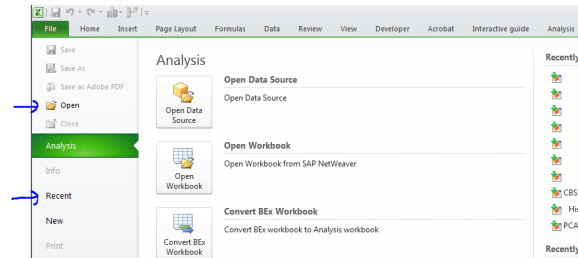 File Home Insert Page Layout Formulas Data Review View Developer Acrobat Interactive guide Analysis
Save
Save As
Save as Adobe PDF
Open
Close
Analysis
Info
Recent
New
Print
Analysis
Open Data Source
Open Data Source
Open Data
Source
Open Workbook
Open Workbook from SAP NetWeaver
Open
Workbook
Convert BEx Workbook
Convert BEx workbook to Analysis workbook
Convert BEx
Workbook
Recently
CBS
His
PCA
Recently